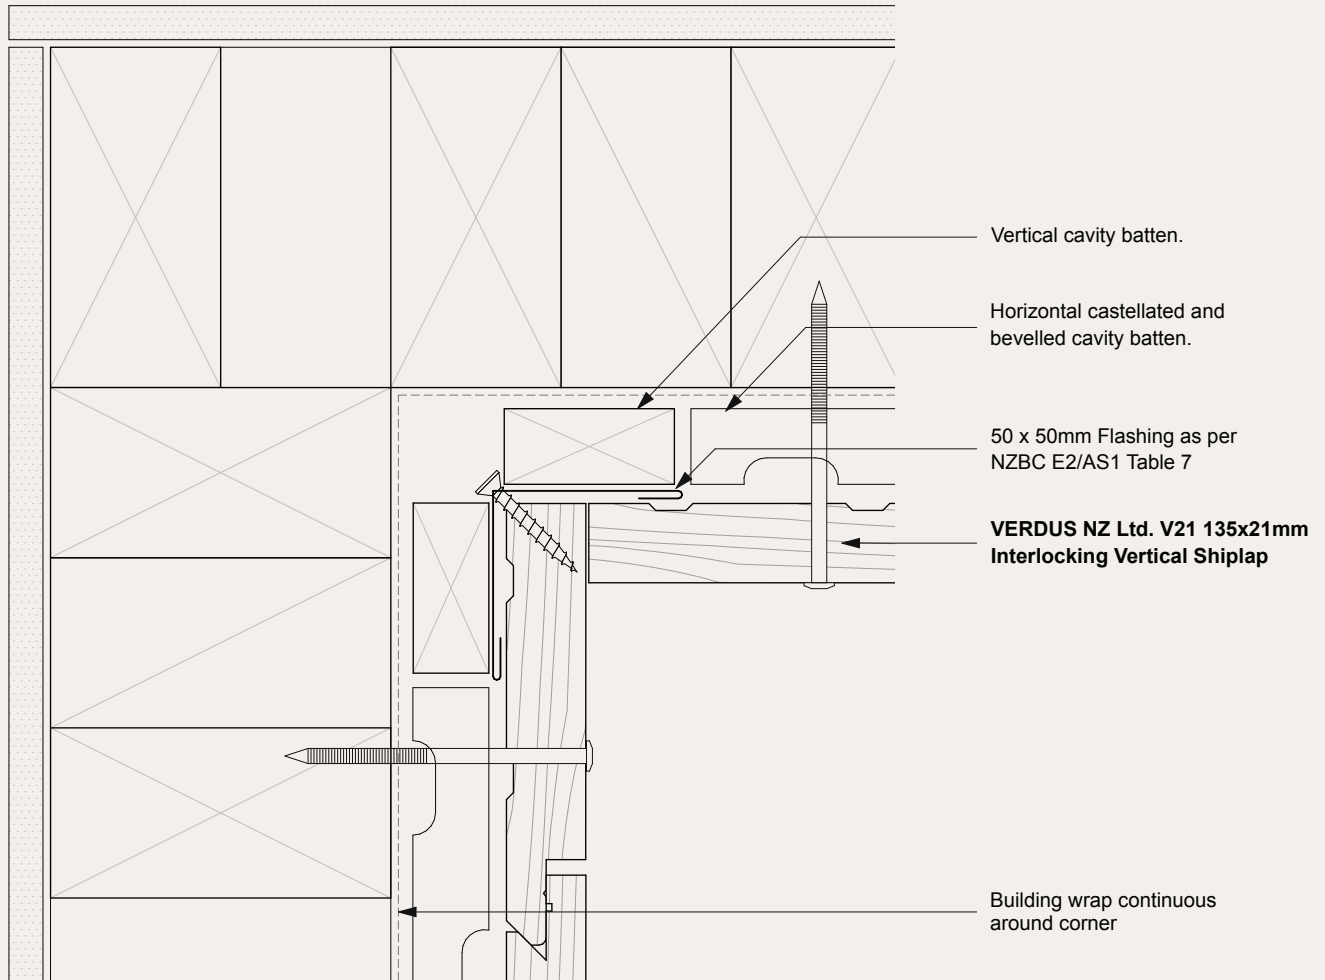 Vertical cavity batten.
Horizontal castellated and
bevelled cavity batten.
50 x 50mm Flashing as per
NZBC E2/AS1 Table 7
VERDUS NZ Ltd. V21 135x21mm
Interlocking Vertical Shiplap
Building wrap continuous
around corner